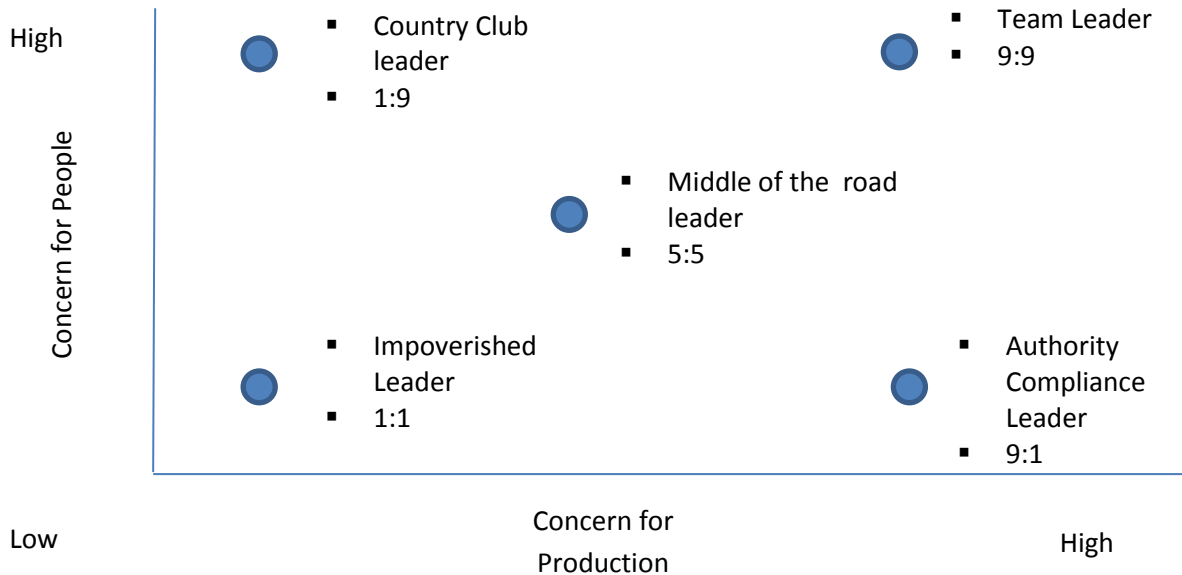 High
Concern for People
▪ Country Club
leader
▪ 1:9
▪ Team Leader
▪ 9:9
▪ Middle of the road
leader
▪ 5:5
▪ Impoverished
Leader
▪ 1:1
▪ Authority
Compliance
Leader
▪ 9:1
Low
Concern for
Production
High